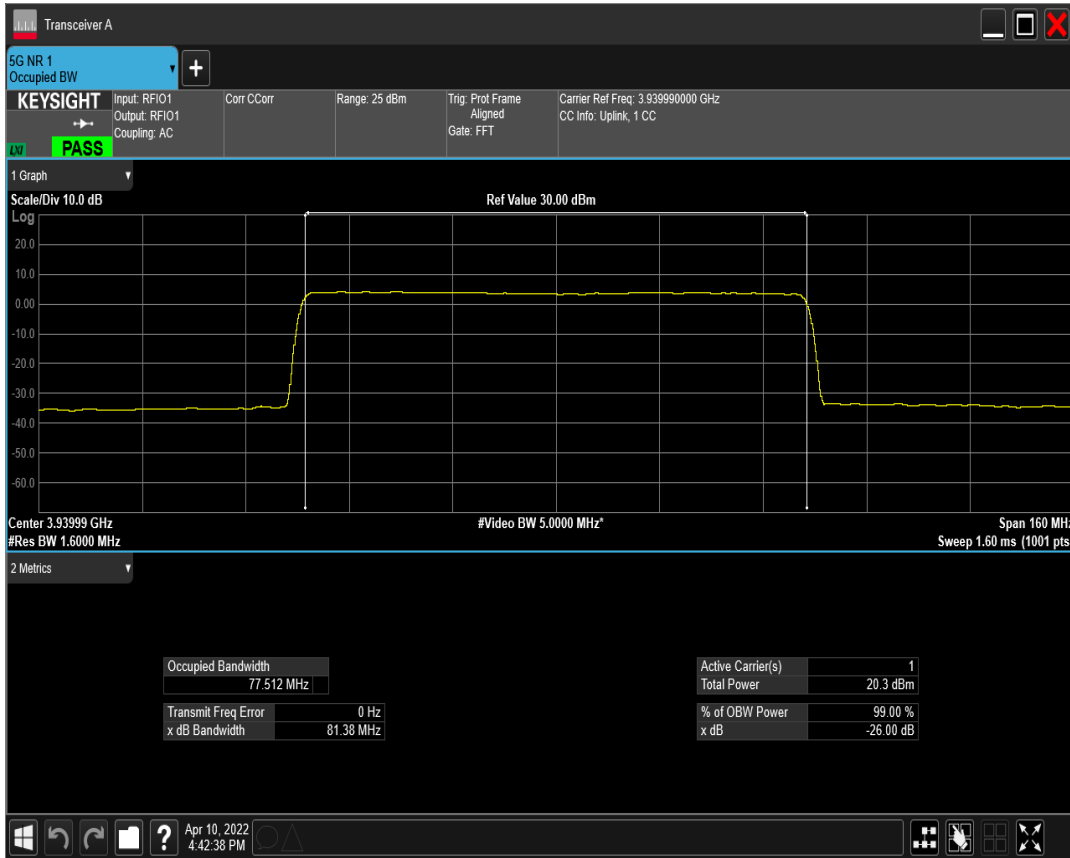 Transceiver A
5G NR 1
Occupied BW
+
KEYSIGHT
LXI
PASS
Input: RFIO1
Output: RFIO1
Coupling: AC
Corr CCorr
Range: 25 dBm
Trig: Prot Frame
Aligned
Gate: FFT
Carrier Ref Freq: 3.939990000 GHz
CC Info: Uplink, 1 CC
1 Graph
Scale/Div 10.0 dB
Ref Value 30.00 dBm
Log
20.0
10.0
0.00
-10.0
-20.0
-30.0
-40.0
-50.0
-60.0
Center 3.93999 GHz
#Video BW 5.0000 MHz*
Span 160 MHz
#Res BW 1.6000 MHz
Sweep 1.60 ms (1001 pts
2 Metrics
Occupied Bandwidth
77.512 MHz
Transmit Freq Error 0 Hz
x dB Bandwidth 81.38 MHz
Active Carrier(s) 1
Total Power 20.3 dBm
% of OBW Power 99.00 %
x dB -26.00 dB
?
Apr 10, 2022
4:42:38 PM